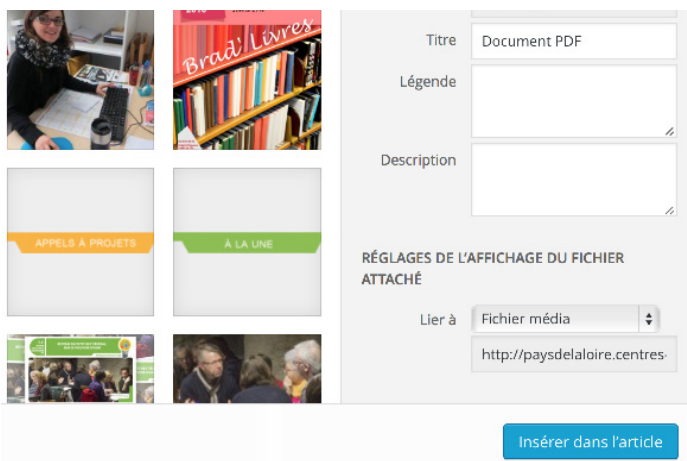 Brad' Livres
APPELS À PROJETS
À LA UNE
Titre
Document PDF
Légende
Description
RÉGLAGES DE L'AFFICHAGE DU FICHIER
ATTACHÉ
Lier à
Fichier média
http://paysdelaloire.centres-
Insérer dans l'article